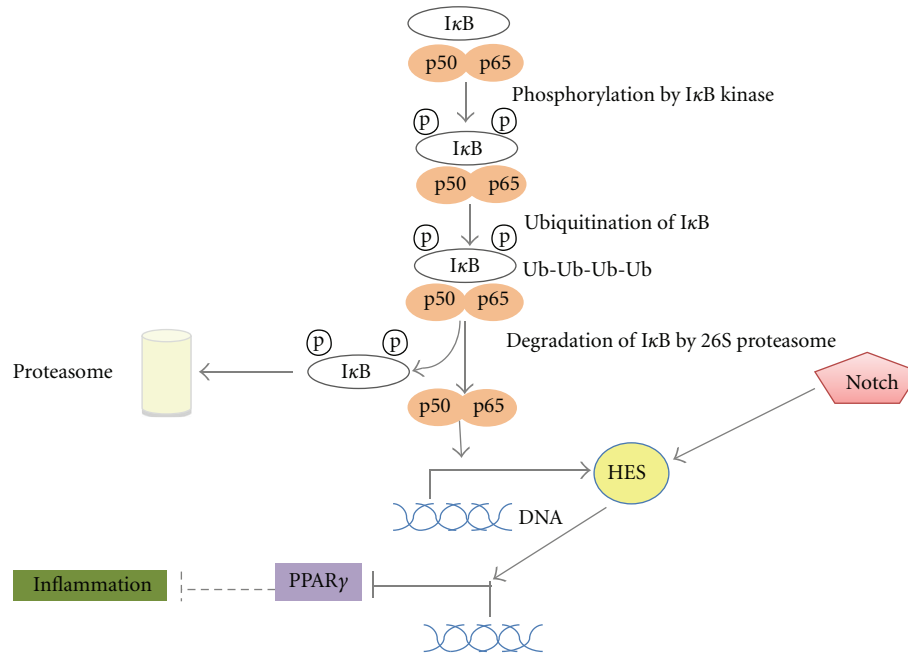 IκB
p50 p65
Phosphorylation by IκB kinase
p p
IκB
p50 p65
Ubiquitination of IκB
p p
IκB
Ub-Ub-Ub-Ub
p50 p65
Degradation of IκB by 26S proteasome
p p
IκB
Proteasome
Notch
p50 p65
HES
DNA
Inflammation
PPARγ